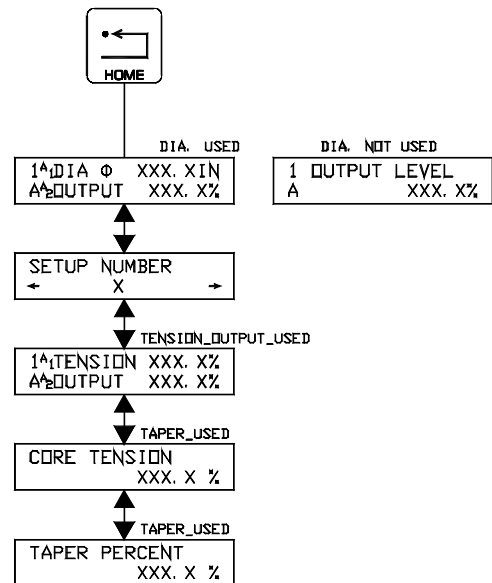 HOME
DIA. USED
1A1DIA Φ XXX.XIN
AA2OUTPUT XXX.X%
DIA. NOT USED
1 OUTPUT LEVEL
A XXX.X%
SETUP NUMBER
← X →
TENSION_OUTPUT_USED
1A1TENSION XXX.X%
AA2OUTPUT XXX.X%
TAPER_USED
CORE TENSION
XXX.X %
TAPER_USED
TAPER PERCENT
XXX.X %